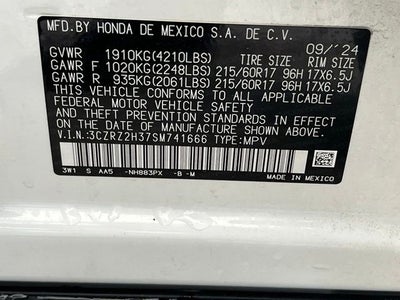 MFD.BY HONDA DE MEXICO S.A. DE C.V.
09/'24
TIRE SIZE RIM SIZE
GVWR 1910KG(4210LBS)
GAWR F 1020KG(2248LBS) 215/60R17 96H 17X6.5J
GAWR R 935KG(2061LBS) 215/60R17 96H 17X6.5J
THIS VEHICLE CONFORMS TO ALL APPLICABLE
FEDERAL MOTOR VEHICLE SAFETY AND THEFT
PREVENTION STANDARDS IN EFFECT ON THE DATE
OF MANUFACTURE SHOWN ABOVE.
V.I.N.:3CZRZ2H37SM741666 TYPE:MPV
3W1 S AA5 -NH883PX -B-M
MADE IN MEXICO